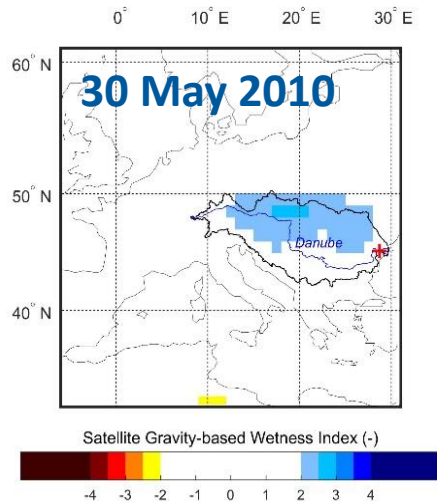 0° 10° E 20° E 30° E
60° N
30 May 2010
50° N
Danube
40° N
Satellite Gravity-based Wetness Index (-)
-4 -3 -2 -1 0 1 2 3 4